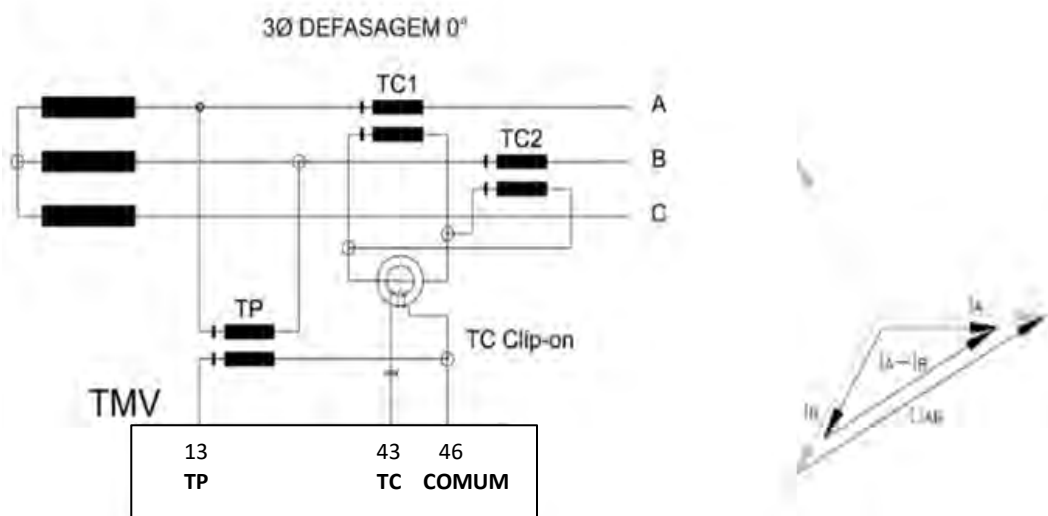 3Ø DEFASAGEM 0°
TC1
A
TC2
B
C
TP
TC Clip-on
TMV
13 43 46
TP TC COMUM
IA
IA-IB
IB
UAB